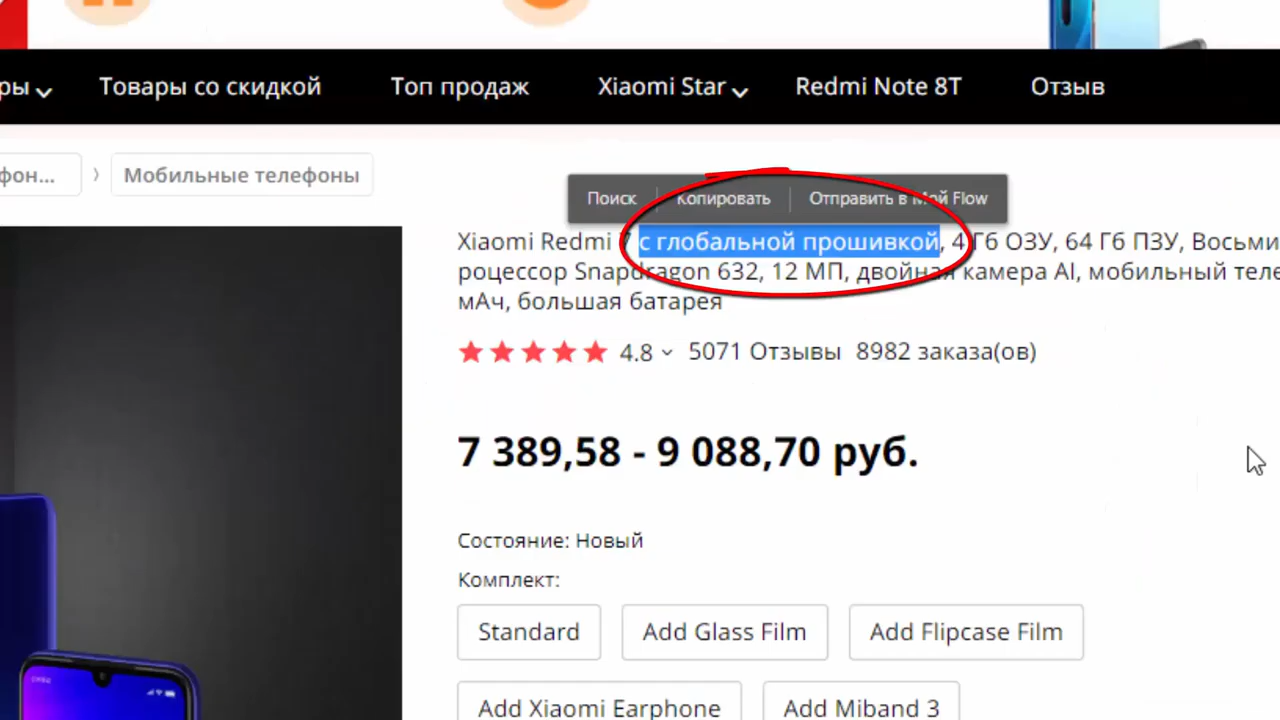 ры Товары со скидкой Топ продаж Xiaomi Star Redmi Note 8T Отзыв
фон... Мобильные телефоны
Поиск Копировать Отправить в Мой Flow
Xiaomi Redmi 7 с глобальной прошивкой, 4 Гб ОЗУ, 64 Гб ПЗУ, Восьми
роцессор Snapdragon 632, 12 МП, двойная камера AI, мобильный теле
мАч, большая батарея
4.8 5071 Отзывы 8982 заказа(ов)
7 389,58 - 9 088,70 руб.
Состояние: Новый
Комплект:
Standard Add Glass Film Add Flipcase Film
Add Xiaomi Earphone Add Miband 3